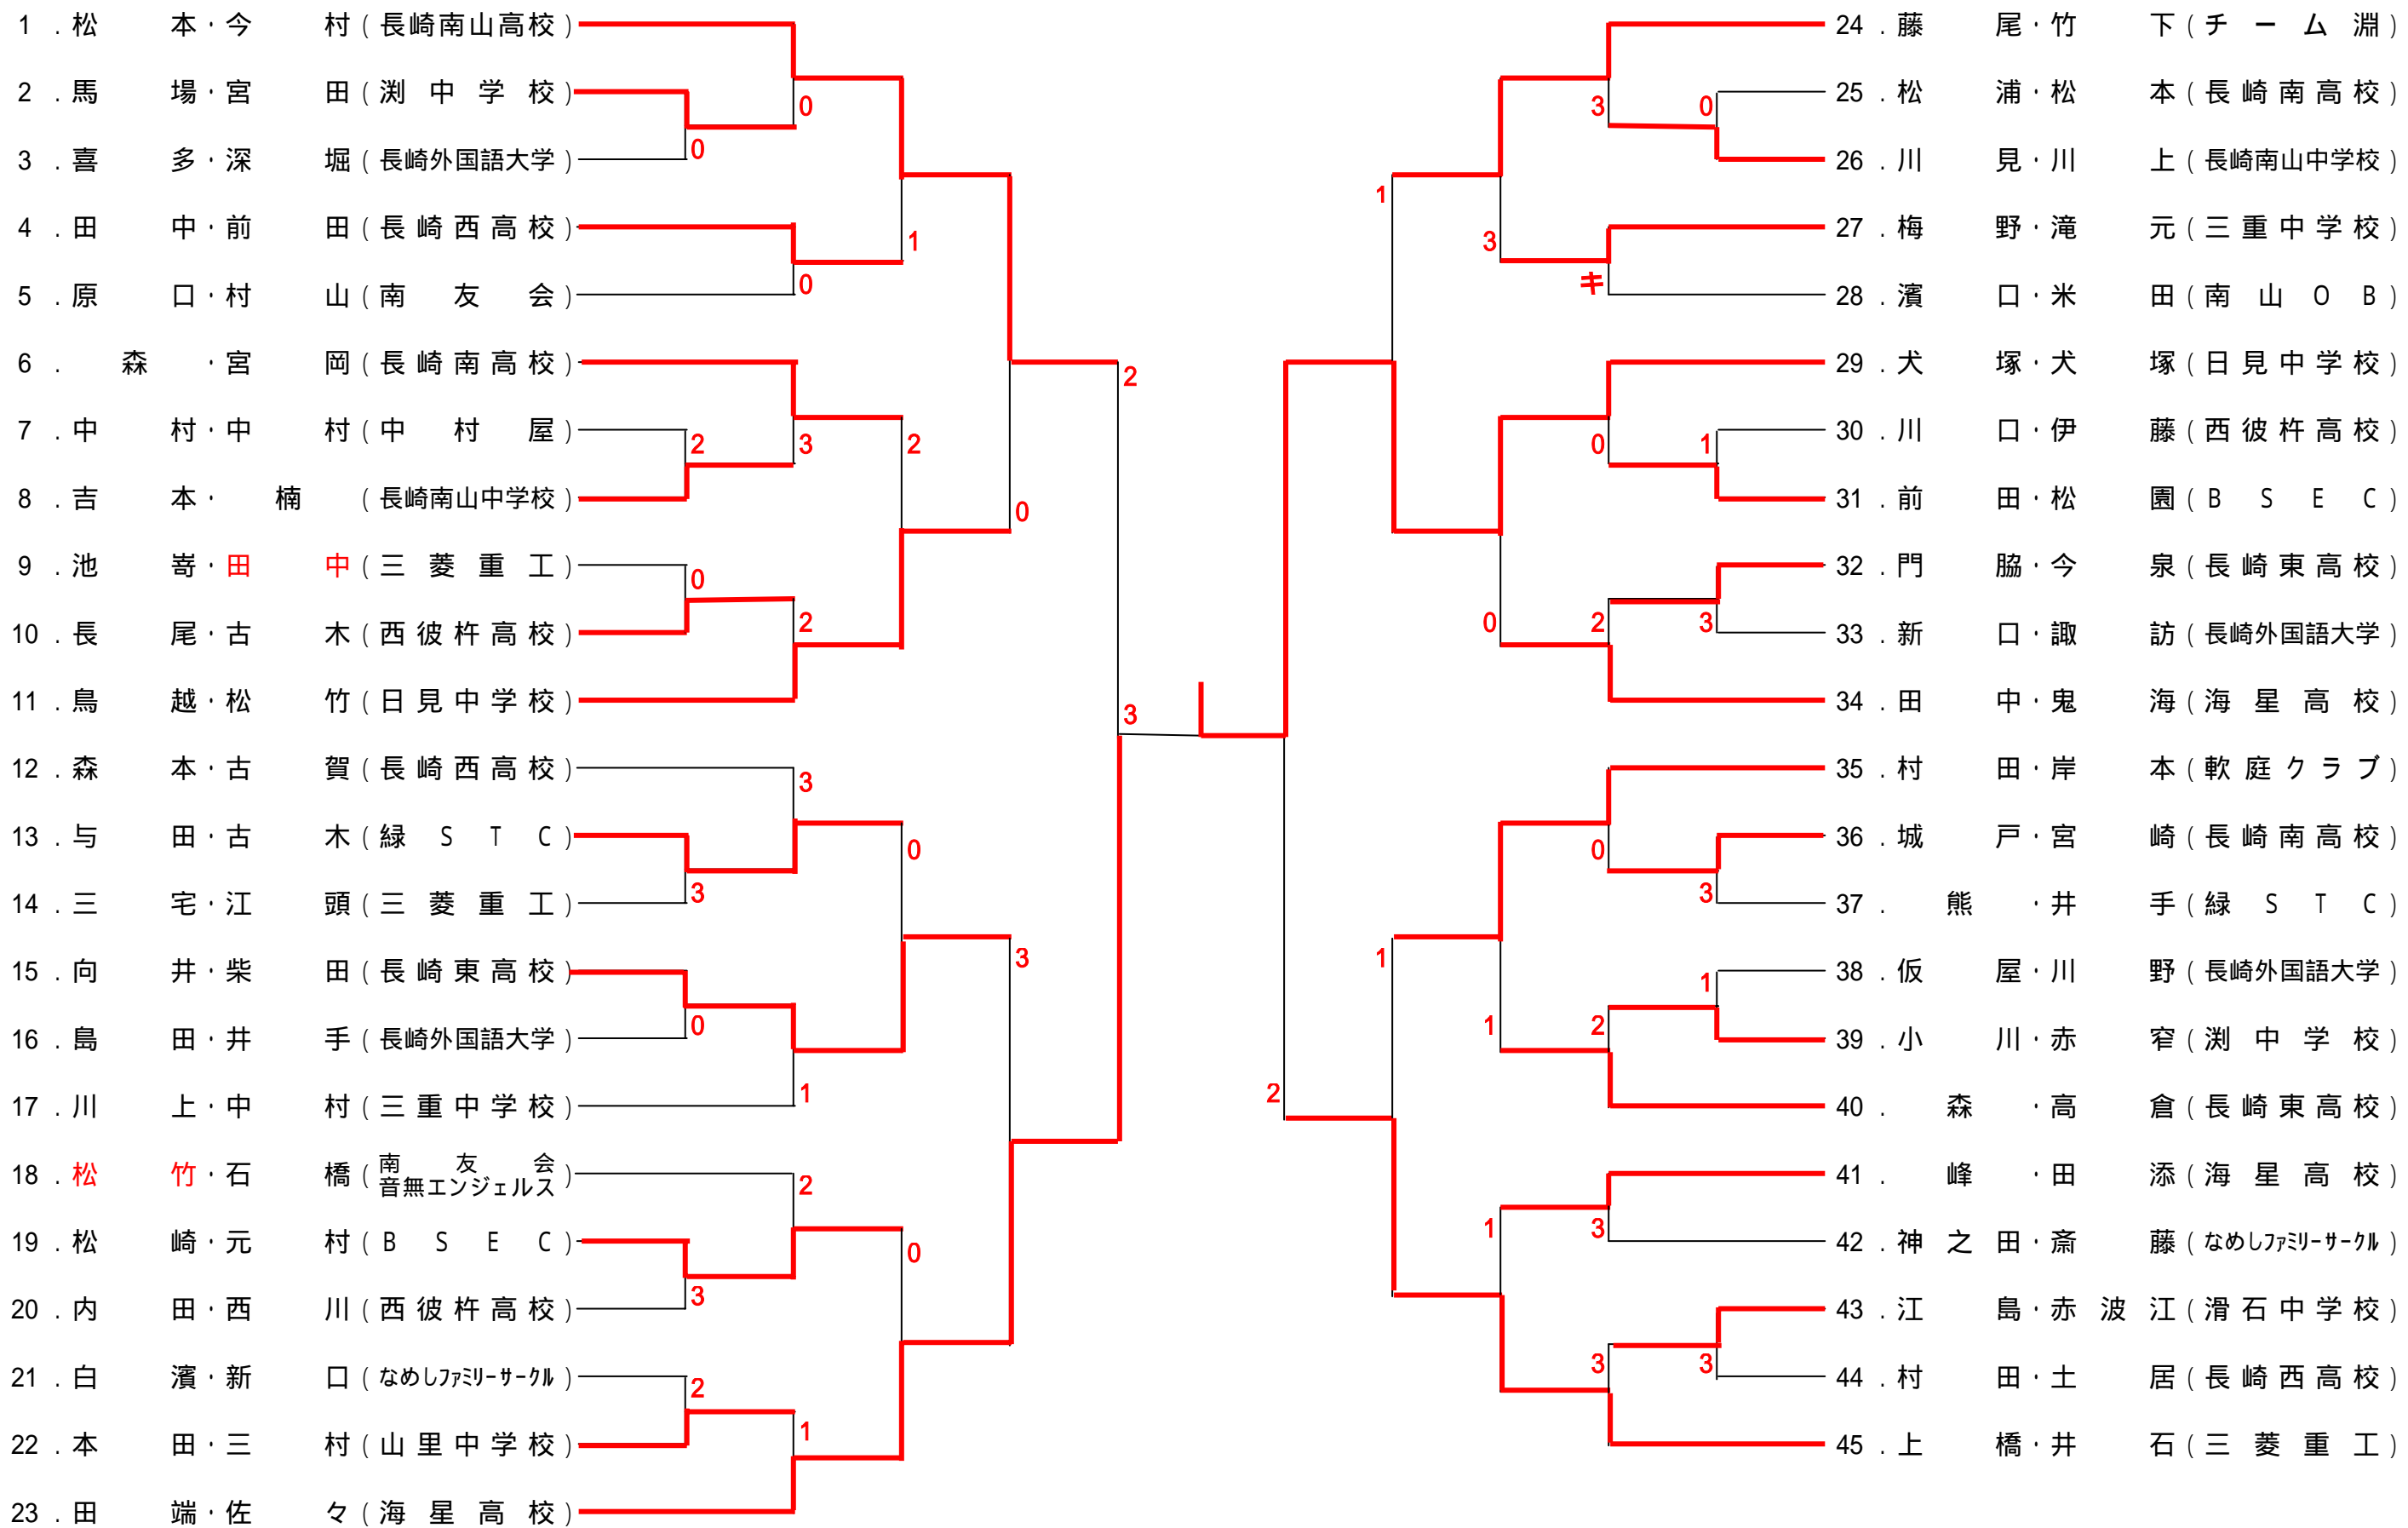 1 . 松本・今村 (長崎南山高校)
2 . 馬場・宮田 (渕中学校)
3 . 喜多・深堀 (長崎外国語大学)
4 . 田中・前田 (長崎西高校)
5 . 原口・村山 (南友会)
6 . 森・宮岡 (長崎南高校)
7 . 中村・中村 (中村屋)
8 . 吉本・楠 (長崎南山中学校)
9 . 池嵜・田中 (三菱重工)
10 . 長尾・古木 (西彼杵高校)
11 . 鳥越・松竹 (日見中学校)
12 . 森本・古賀 (長崎西高校)
13 . 与田・古木 (緑STC)
14 . 三宅・江頭 (三菱重工)
15 . 向井・柴田 (長崎東高校)
16 . 島田・井手 (長崎外国語大学)
17 . 川上・中村 (三重中学校)
18 . 松竹・石橋 (南友会 音無エンジェルス)
19 . 松崎・元村 (BSEC)
20 . 内田・西川 (西彼杵高校)
21 . 白濱・新口 (なめしファミリーサークル)
22 . 本田・三村 (山里中学校)
23 . 田端・佐々 (海星高校)
0
0
1
0
2
3
2
0
0
2
2
3
3
0
3
3
0
1
2
0
3
2
1
24 . 藤尾・竹下 (チーム淵)
25 . 松浦・松本 (長崎南高校)
26 . 川見・川上 (長崎南山中学校)
27 . 梅野・滝元 (三重中学校)
28 . 濱口・米田 (南山OB)
29 . 犬塚・犬塚 (日見中学校)
30 . 川口・伊藤 (西彼杵高校)
31 . 前田・松園 (BSEC)
32 . 門脇・今泉 (長崎東高校)
33 . 新口・諏訪 (長崎外国語大学)
34 . 田中・鬼海 (海星高校)
35 . 村田・岸本 (軟庭クラブ)
36 . 城戸・宮崎 (長崎南高校)
37 . 熊・井手 (緑STC)
38 . 仮屋・川野 (長崎外国語大学)
39 . 小川・赤窄 (渕中学校)
40 . 森・高倉 (長崎東高校)
41 . 峰・田添 (海星高校)
42 . 神之田・斎藤 (なめしファミリーサークル)
43 . 江島・赤波江 (滑石中学校)
44 . 村田・土居 (長崎西高校)
45 . 上橋・井石 (三菱重工)
3
0
1
3
キ
0
1
0
2
3
0
3
1
1
1
2
2
1
3
3
3